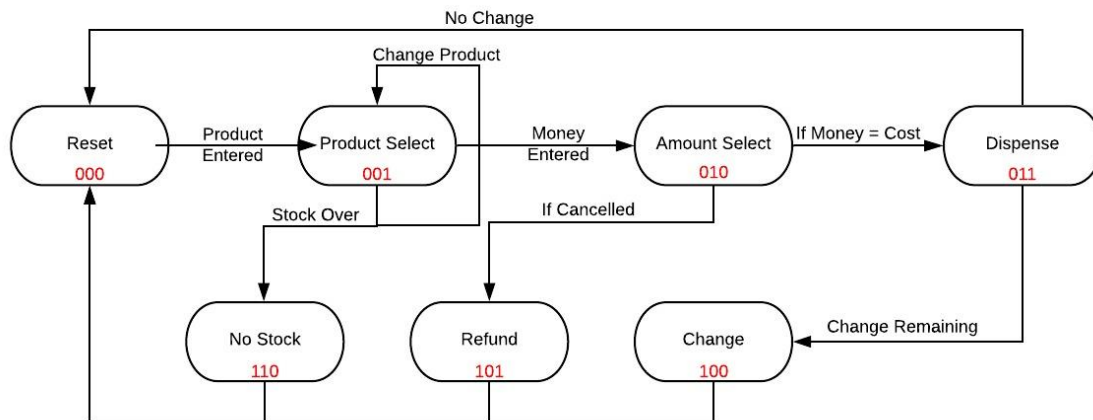 No Change
Change Product
Reset
000
Product
Entered
Product Select
001
Money
Entered
Amount Select
010
If Money = Cost
Dispense
011
Stock Over
If Cancelled
No Stock
110
Refund
101
Change
100
Change Remaining